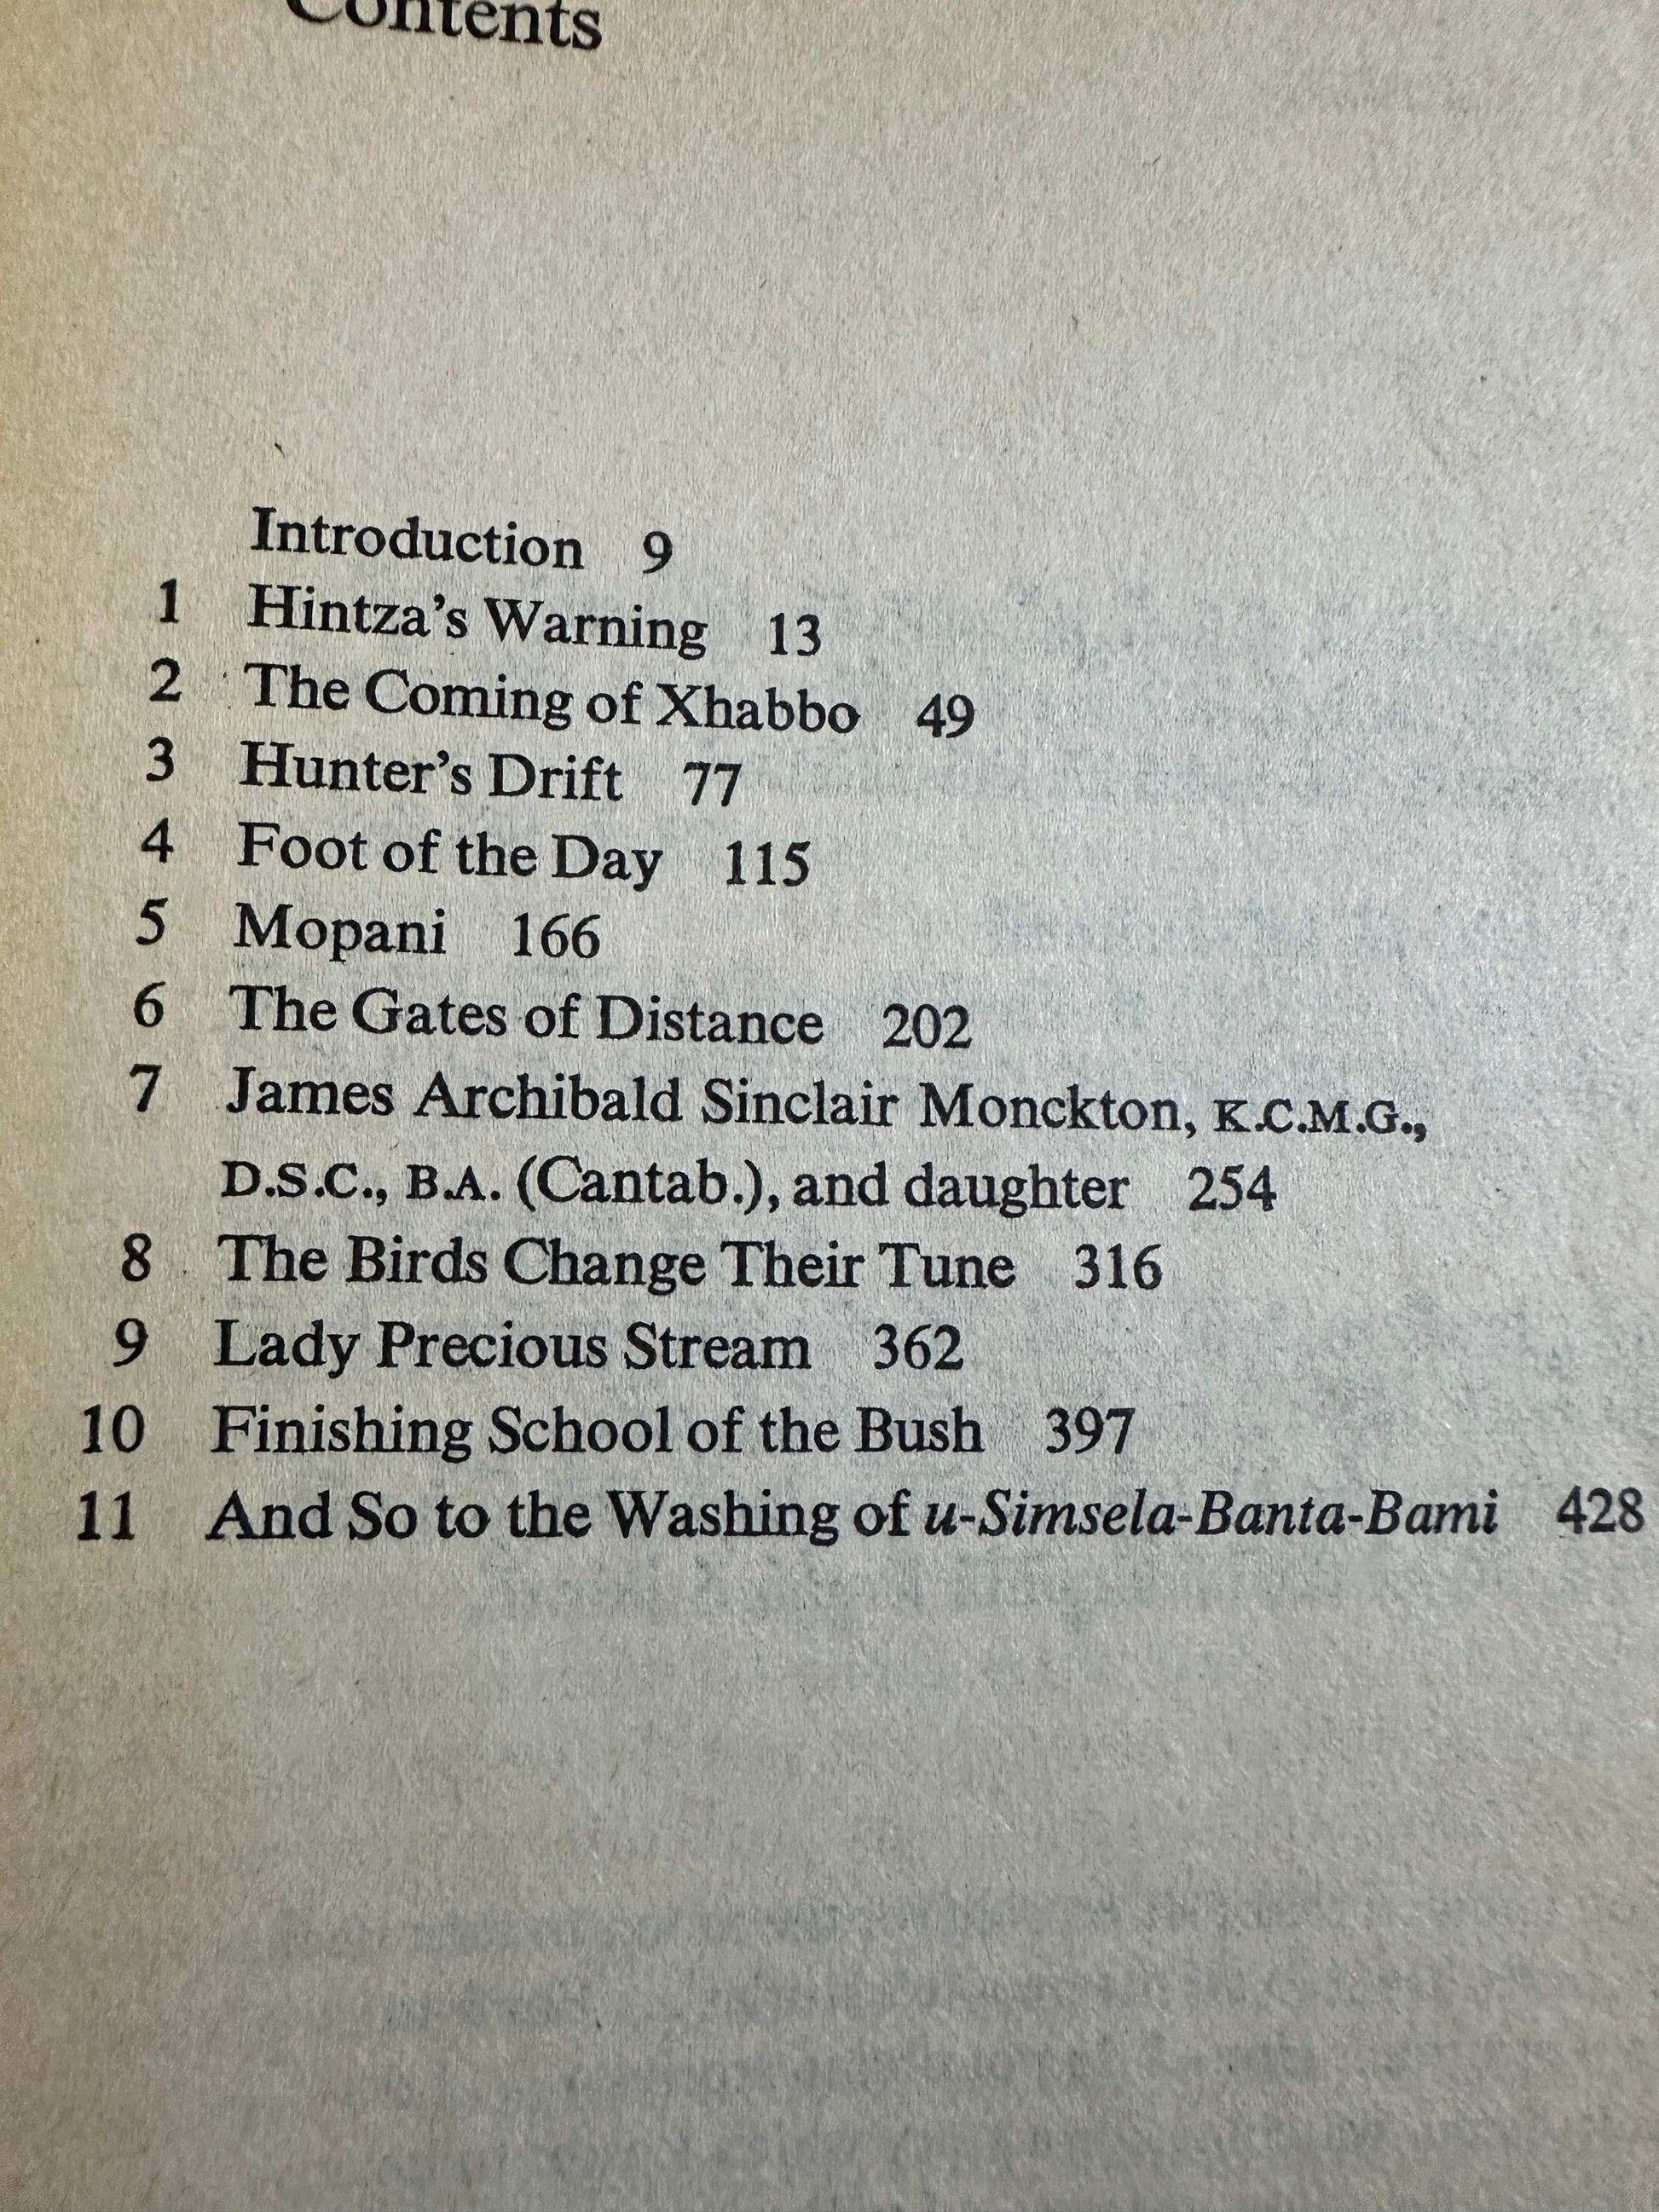 Contents
Introduction 9
1 Hintza's Warning 13
2 The Coming of Xhabbo 49
3 Hunter's Drift 77
4 Foot of the Day 115
5 Mopani 166
6 The Gates of Distance 202
7 James Archibald Sinclair Monckton, K.C.M.G.,
D.S.C., B.A. (Cantab.), and daughter 254
8 The Birds Change Their Tune 316
9 Lady Precious Stream 362
10 Finishing School of the Bush 397
11 And So to the Washing of u-Simsela-Banta-Bami 428